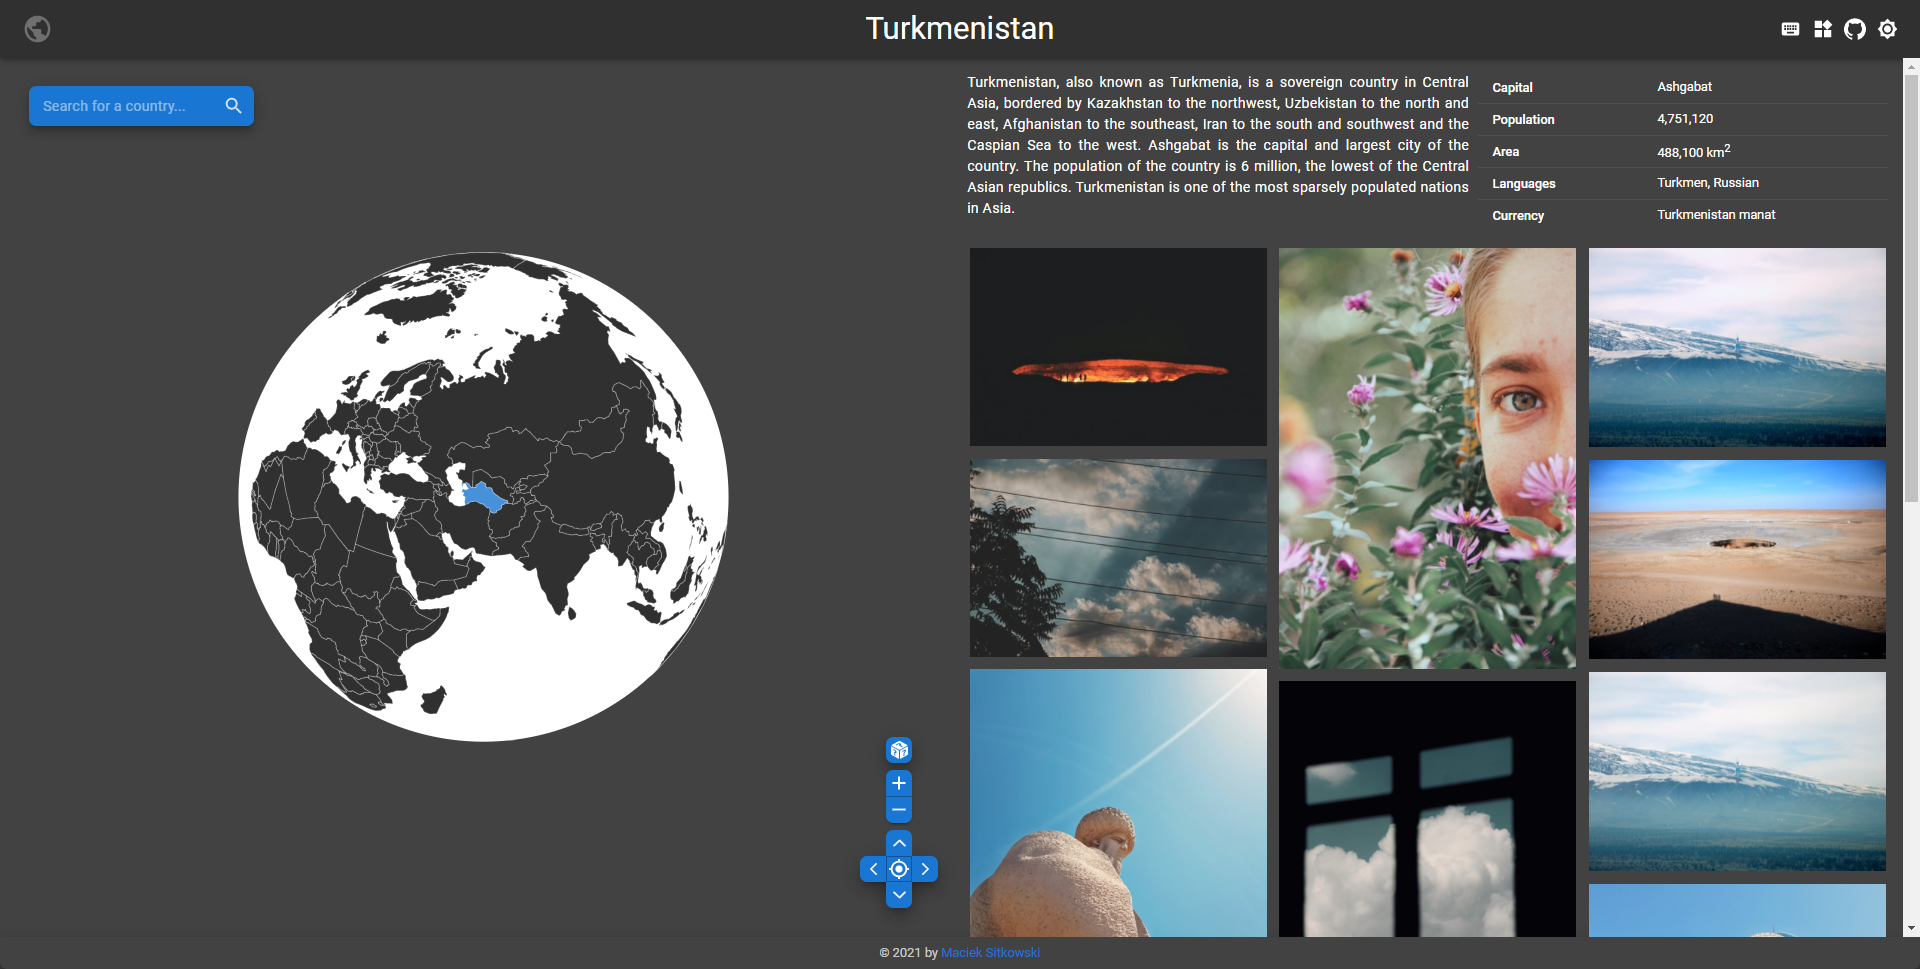 Turkmenistan
Search for a country...
Turkmenistan, also known as Turkmenia, is a sovereign country in Central
Asia, bordered by Kazakhstan to the northwest, Uzbekistan to the north and
east, Afghanistan to the southeast, Iran to the south and southwest and the
Caspian Sea to the west. Ashgabat is the capital and largest city of the
country. The population of the country is 6 million, the lowest of the Central
Asian republics. Turkmenistan is one of the most sparsely populated nations
in Asia.
Capital Ashgabat
Population 4,751,120
Area 488,100 km²
Languages Turkmen, Russian
Currency Turkmenistan manat
© 2021 by Maciek Sitkowski